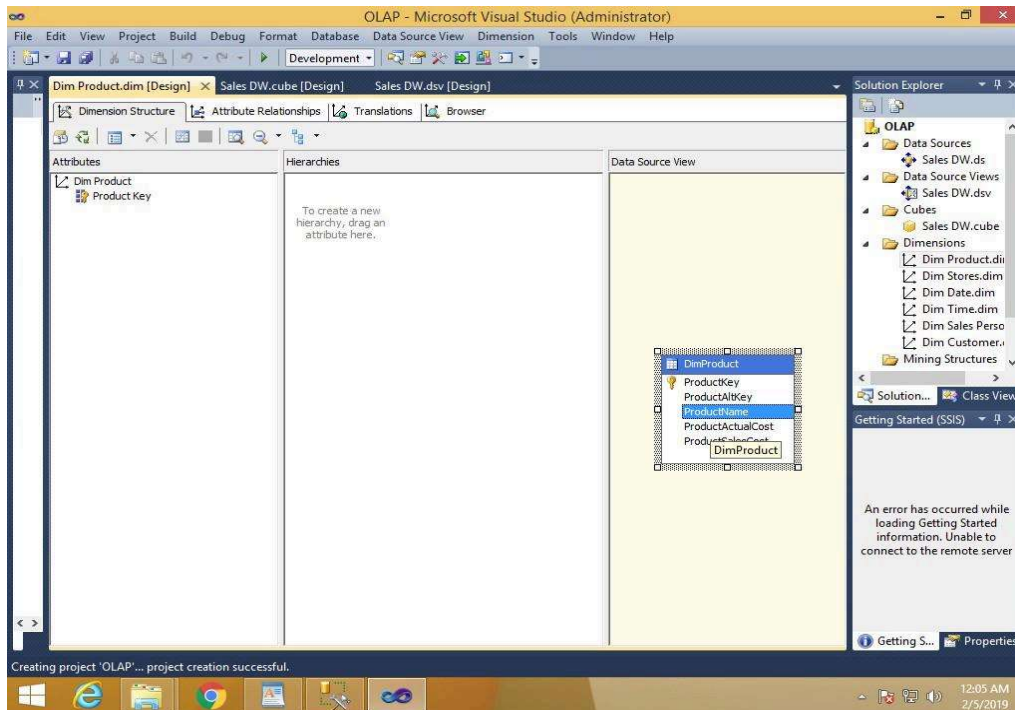 OLAP - Microsoft Visual Studio (Administrator)
File Edit View Project Build Debug Format Database Data Source View Dimension Tools Window Help
Development
Dim Product.dim [Design] Sales DW.cube [Design] Sales DW.dsv [Design]
Dimension Structure Attribute Relationships Translations Browser
Attributes
Dim Product
Product Key
Hierarchies
To create a new
hierarchy, drag an
attribute here.
Data Source View
DimProduct
ProductKey
ProductAltKey
ProductName
ProductActualCost
ProductSalesCost
DimProduct
Solution Explorer
OLAP
Data Sources
Sales DW.ds
Data Source Views
Sales DW.dsv
Cubes
Sales DW.cube
Dimensions
Dim Product.di
Dim Stores.dim
Dim Date.dim
Dim Time.dim
Dim Sales Perso
Dim Customer.
Mining Structures
Solution... Class View
Getting Started (SSIS)
An error has occurred while
loading Getting Started
information. Unable to
connect to the remote server
Getting S... Properties
Creating project 'OLAP'... project creation successful.
12:05 AM
2/5/2019